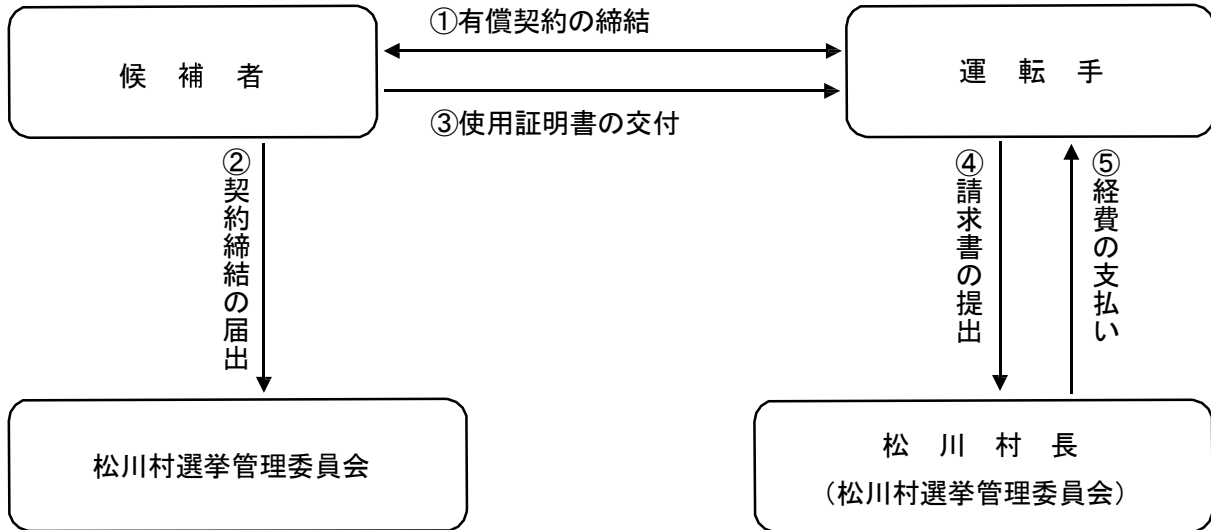 ①有償契約の締結
候　補　者
運　転　手
③使用証明書の交付
②契約締結の届出
④請求書の提出
⑤経費の支払い
松川村選挙管理委員会
松　川　村　長
（松川村選挙管理委員会）